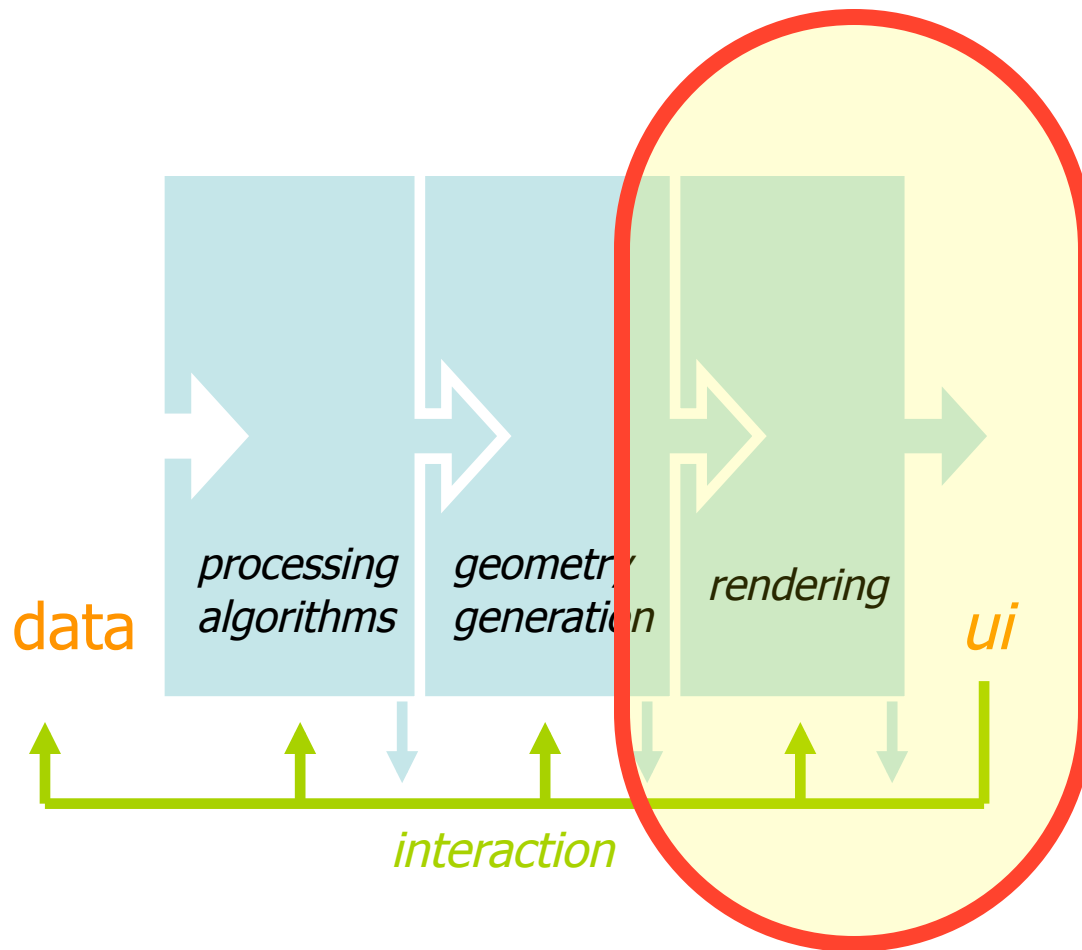 data
processing
algorithms
geometry
generation
rendering
ui
interaction